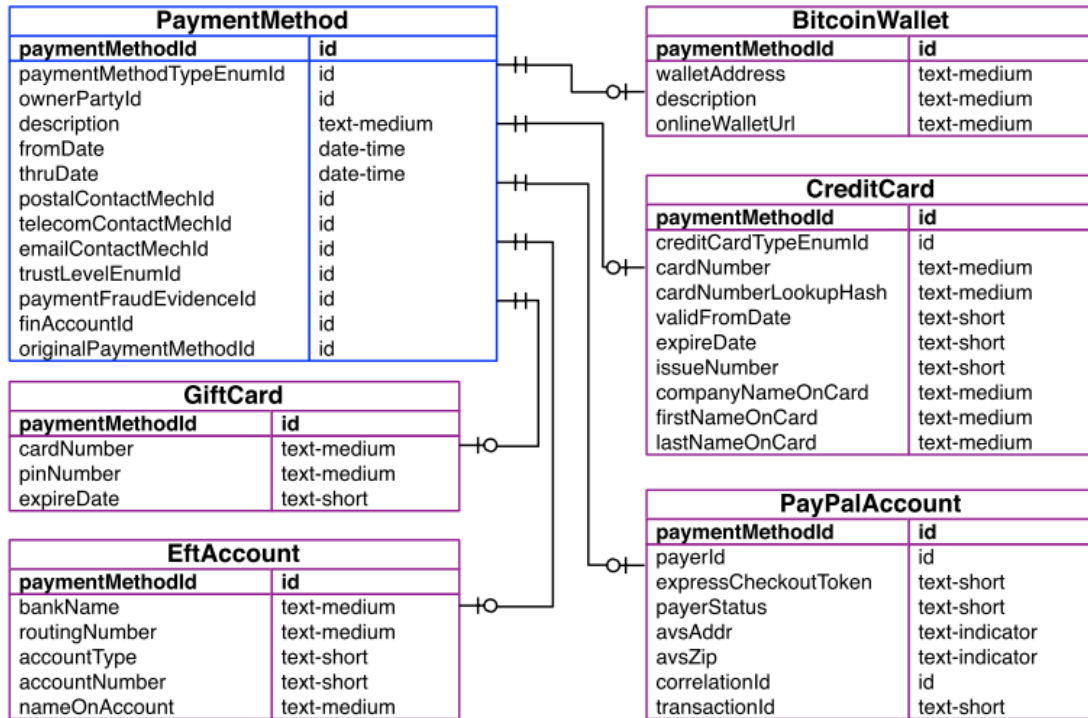 PaymentMethod
paymentMethodId id
paymentMethodTypeEnumId id
ownerPartyId id
description text-medium
fromDate date-time
thruDate date-time
postalContactMechId id
telecomContactMechId id
emailContactMechId id
trustLevelEnumId id
paymentFraudEvidenceId id
finAccountId id
originalPaymentMethodId id
GiftCard
paymentMethodId id
cardNumber text-medium
pinNumber text-medium
expireDate text-short
EftAccount
paymentMethodId id
bankName text-medium
routingNumber text-medium
accountType text-short
accountNumber text-short
nameOnAccount text-medium
BitcoinWallet
paymentMethodId id
walletAddress text-medium
description text-medium
onlineWalletUrl text-medium
CreditCard
paymentMethodId id
creditCardTypeEnumId id
cardNumber text-medium
cardNumberLookupHash text-medium
validFromDate text-short
expireDate text-short
issueNumber text-short
companyNameOnCard text-medium
firstNameOnCard text-medium
lastNameOnCard text-medium
PayPalAccount
paymentMethodId id
payerId id
expressCheckoutToken text-short
payerStatus text-short
avsAddr text-indicator
avsZip text-indicator
correlationId id
transactionId text-short